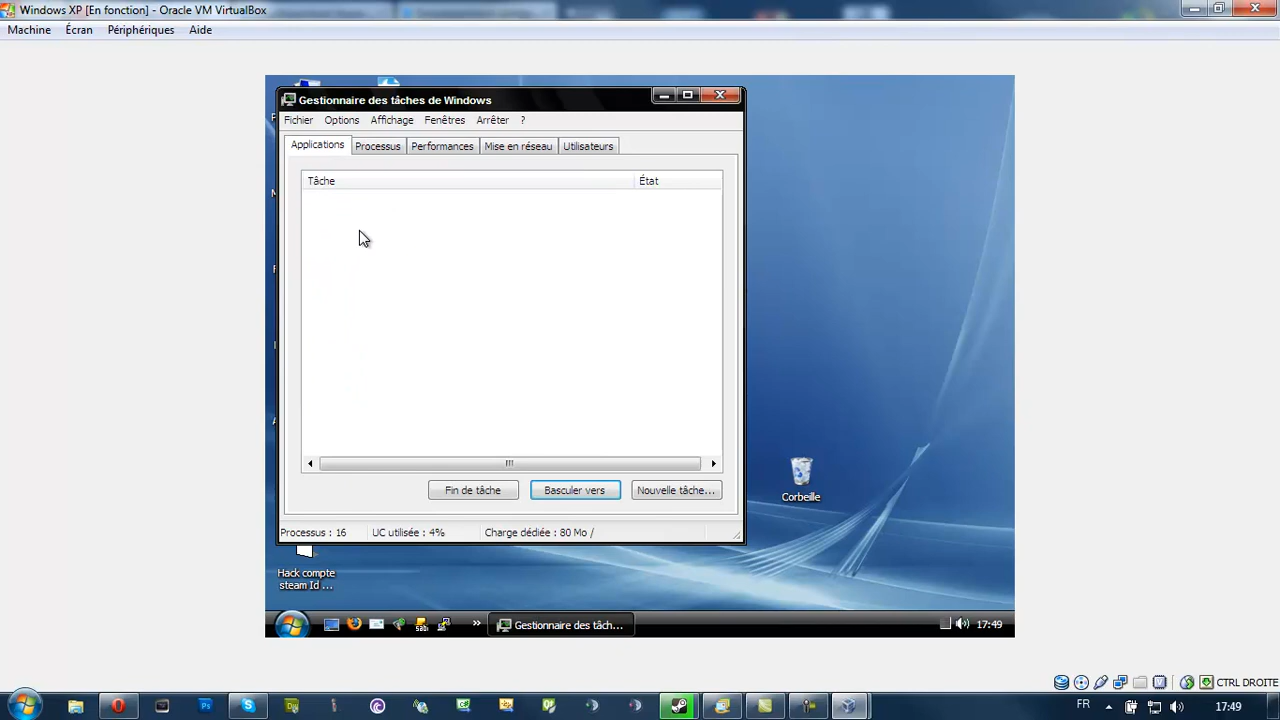 Windows XP [En fonction] - Oracle VM VirtualBox
Machine Écran Périphériques Aide
Gestionnaire des tâches de Windows
Fichier Options Affichage Fenêtres Arrêter ?
Applications Processus Performances Mise en réseau Utilisateurs
Tâche État
Fin de tâche Basculer vers Nouvelle tâche...
Corbeille
Processus : 16 UC utilisée : 4% Charge dédiée : 80 Mo /
Hack compte
steam Id ...
Gestionnaire des tâch... 17:49
CTRL DROITE
FR 17:49